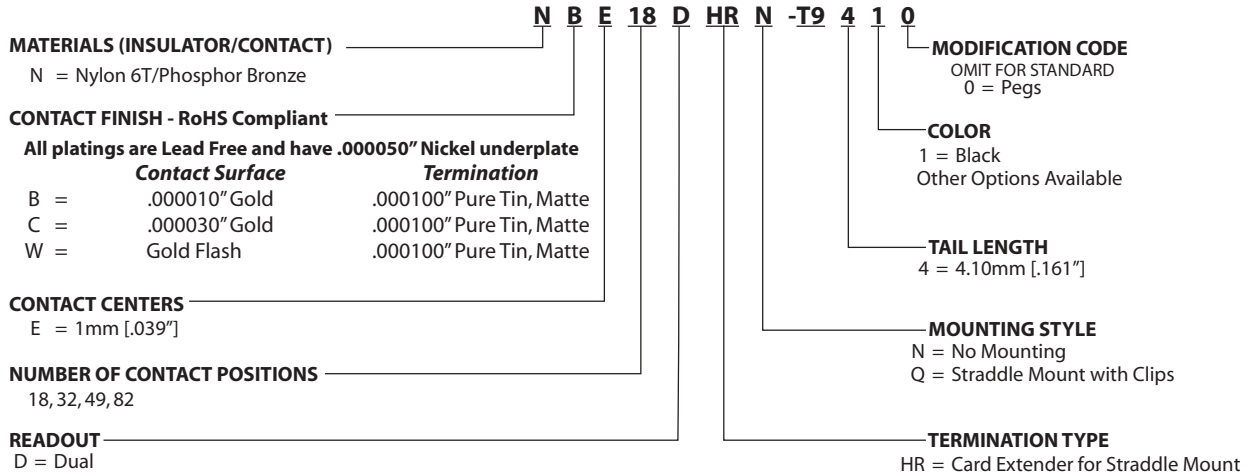 N B E 18 D HR N -T9 4 1 0
MATERIALS (INSULATOR/CONTACT)
N = Nylon 6T/Phosphor Bronze
CONTACT FINISH - RoHS Compliant
All platings are Lead Free and have .000050” Nickel underplate
Contact Surface Termination
B = .000010” Gold .000100” Pure Tin, Matte
C = .000030” Gold .000100” Pure Tin, Matte
W = Gold Flash .000100” Pure Tin, Matte
CONTACT CENTERS
E = 1mm [.039”]
NUMBER OF CONTACT POSITIONS
18, 32, 49, 82
READOUT
D = Dual
MODIFICATION CODE
OMIT FOR STANDARD
0 = Pegs
COLOR
1 = Black
Other Options Available
TAIL LENGTH
4 = 4.10mm [.161”]
MOUNTING STYLE
N = No Mounting
Q = Straddle Mount with Clips
TERMINATION TYPE
HR = Card Extender for Straddle Mount